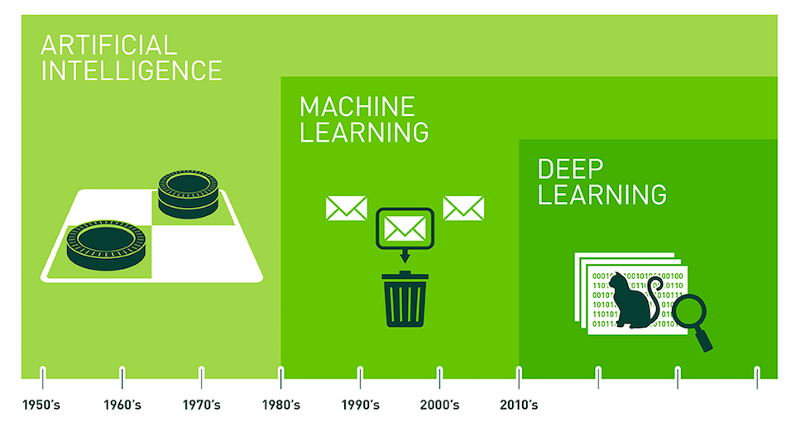 ARTIFICIAL
INTELLIGENCE
MACHINE
LEARNING
DEEP
LEARNING
1950's 1960's 1970's 1980's 1990's 2000's 2010's